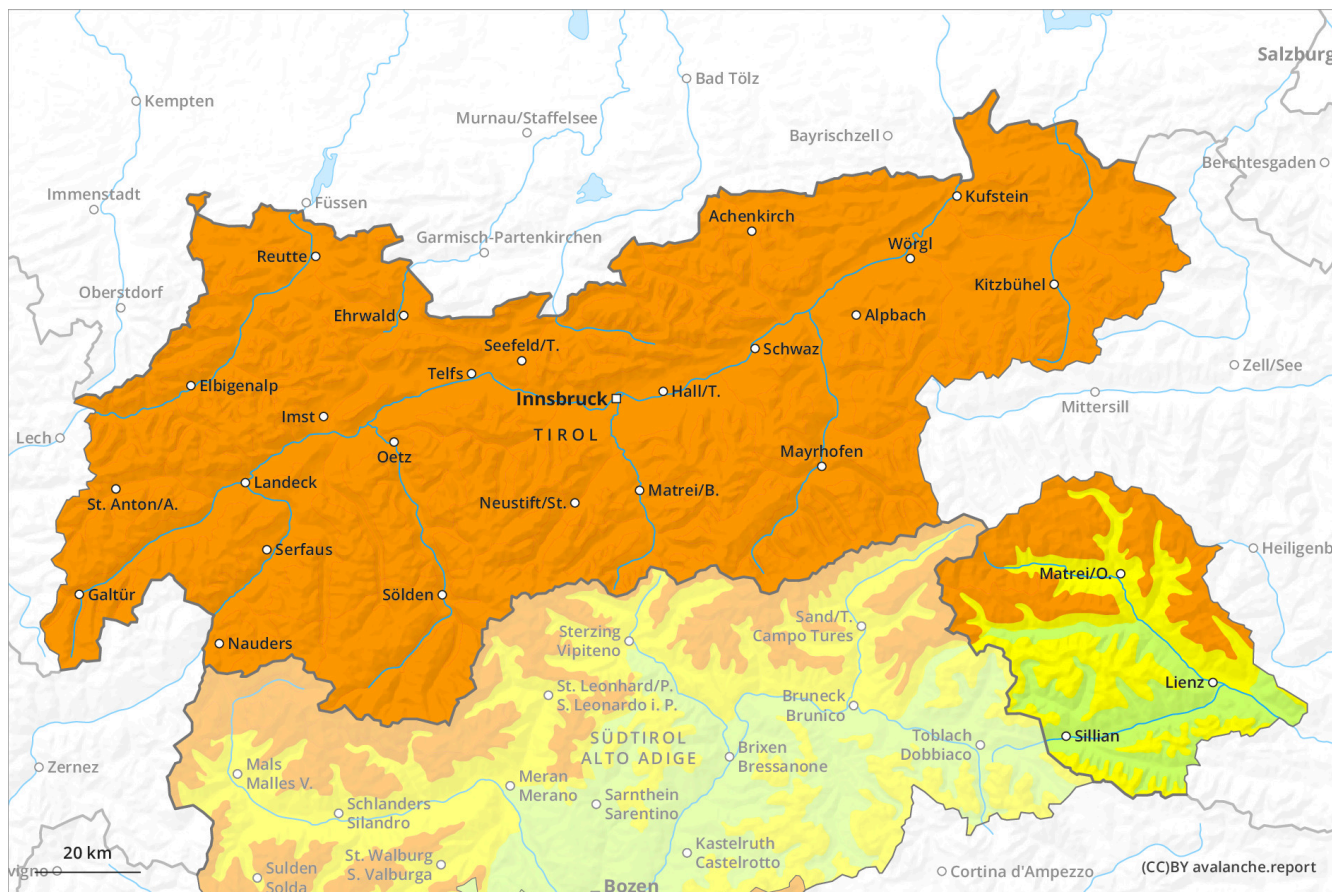 Salzburg
Bad Tölz
Kempten
Murnau/Staffelsee
Bayrischzell
Berchtesgaden
Immenstadt
Füssen
Kufstein
Achenkirch
Garmisch-Partenkirchen
Wörgl
Reutte
Kitzbühel
Oberstdorf
Ehrwald
Alpbach
Seefeld/T.
Schwaz
Zell/See
Telfs
Elbigenalp
Hall/T.
Innsbruck
Mittersill
Imst
TIROL
Lech
Oetz
Mayrhofen
Landeck
Matrei/B.
St. Anton/A.
Neustift/St.
Serfaus
Heiligenb
Matrei/O.
Galtür
Sölden
Sand/T.
Campo Tures
Sterzing
Vipiteno
Nauders
Lienz
St. Leonhard/P.
S. Leonardo i. P.
Bruneck
Brunico
SÜDTIROL
ALTO ADIGE
Toblach
Dobbiaco
Sillian
Brixen
Bressanone
Zernez
Mals
Malles V.
Meran
Merano
Sarnthein
Sarentino
Schlanders
Silandro
Kastelruth
Castelrotto
20 km
St. Walburg
S. Valburga
vigno
Sulden
Solda
Cortina d'Ampezzo
(CC)BY avalanche.report
Bozen